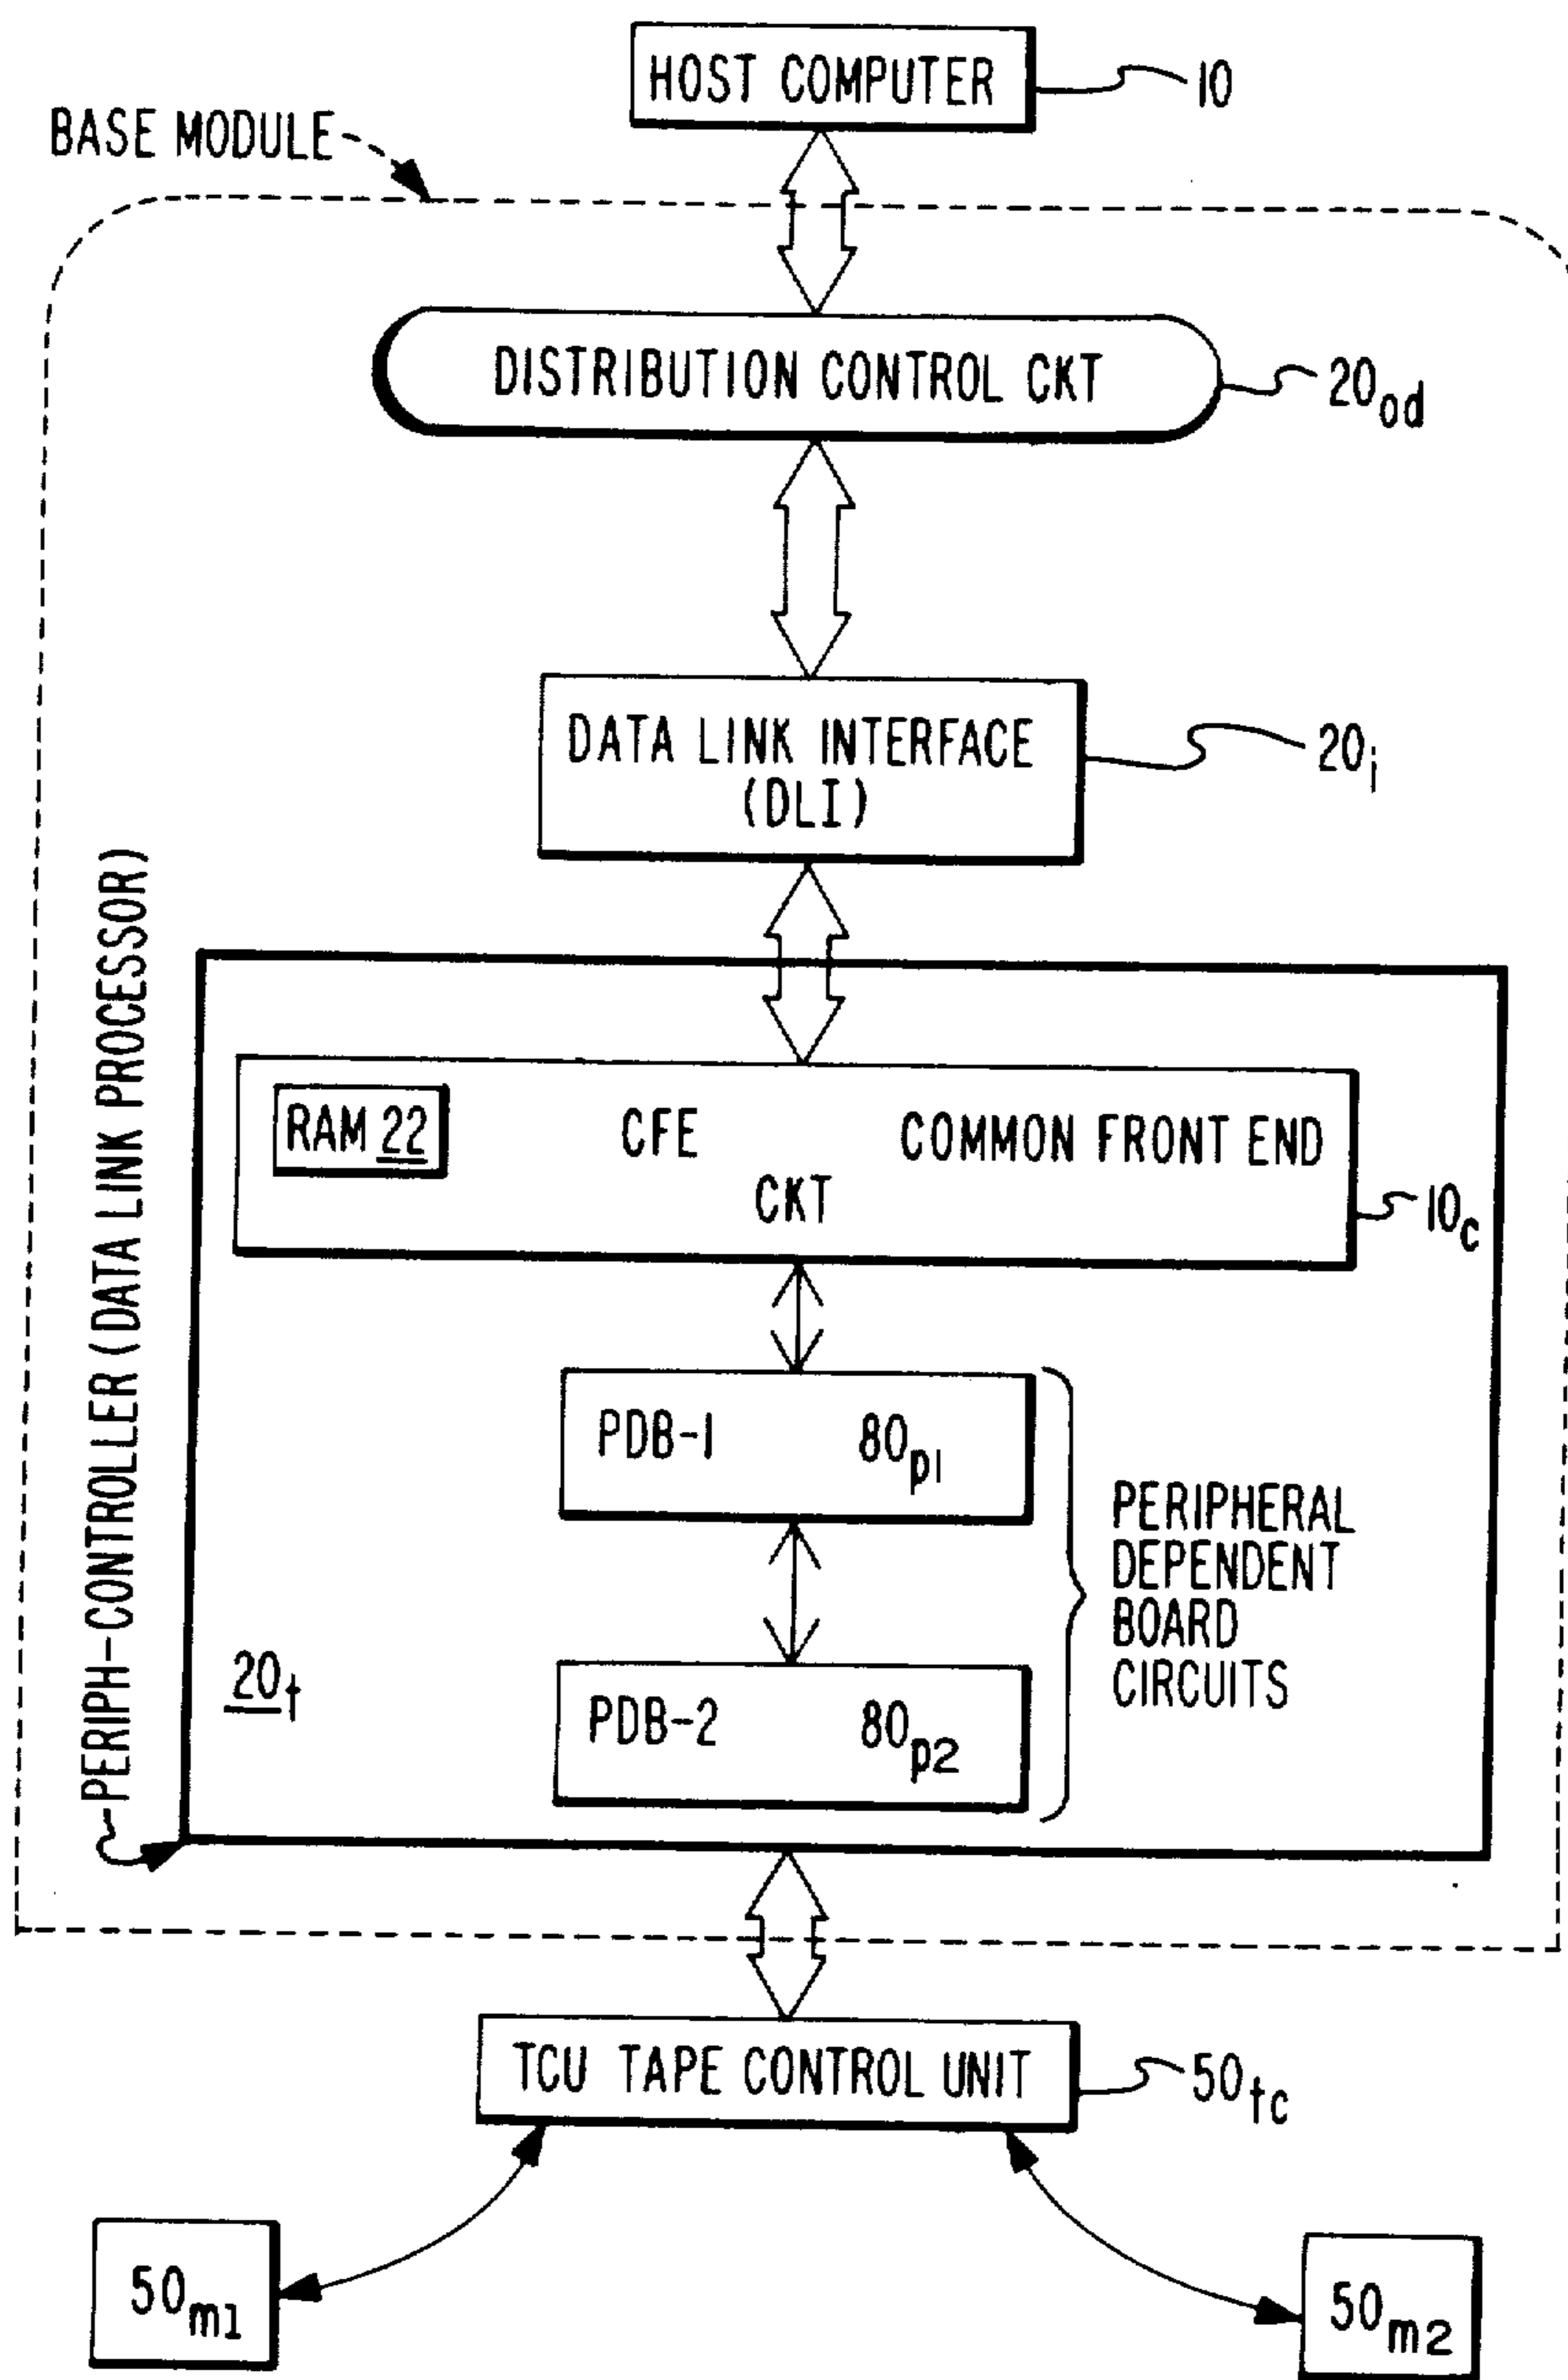 HOST COMPUTER
10
BASE MODULE
DISTRIBUTION CONTROL CKT
20od
DATA LINK INTERFACE
(DLI)
20i
PERIPH-CONTROLLER (DATA LINK PROCESSOR)
RAM 22
CFE
COMMON FRONT END
CKT
10c
PDB-1
80p1
PERIPHERAL
DEPENDENT
BOARD
CIRCUITS
20t
PDB-2
80p2
TCU TAPE CONTROL UNIT
50tc
50m1
50m2